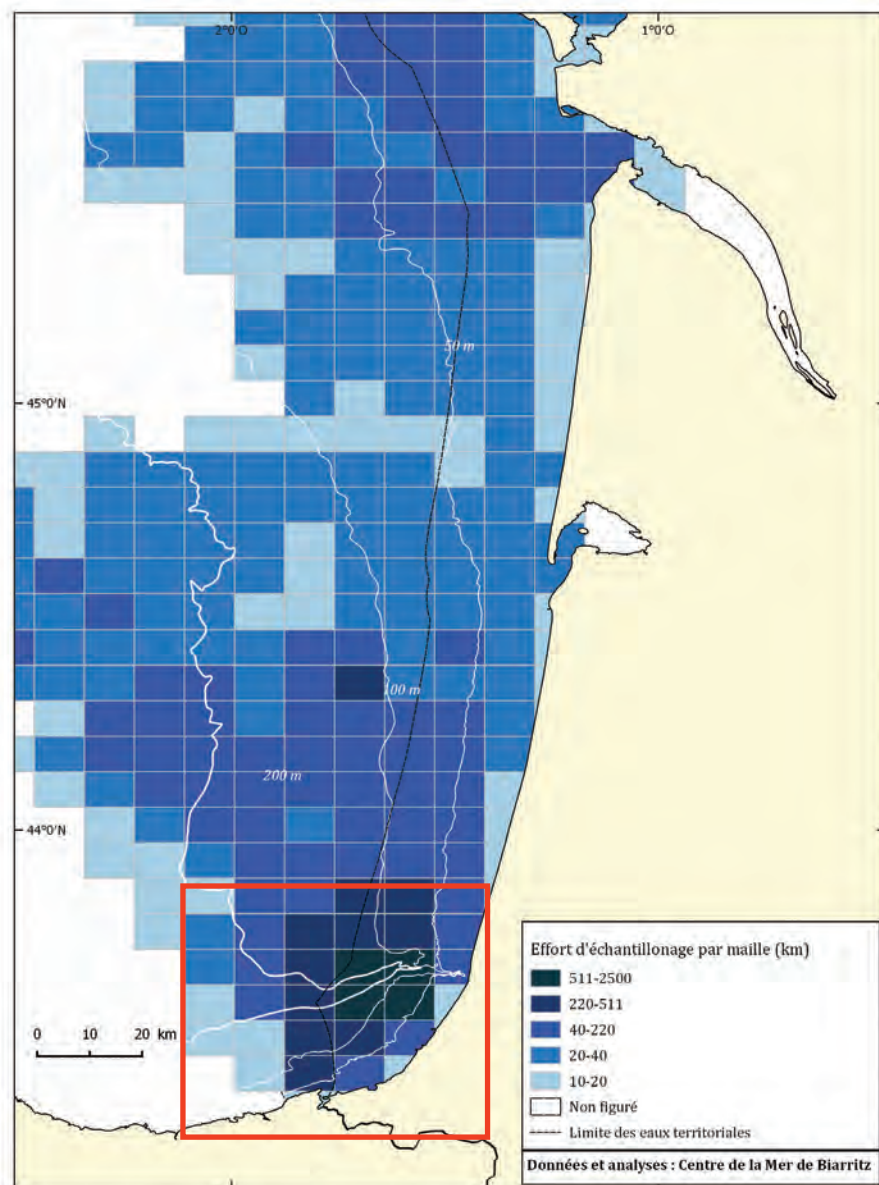 2°0'O
1°0'O
50 m
45°0'N
100 m
200 m
44°0'N
0 10 20 km
Effort d'échantillonage par maille (km)
511-2500
220-511
40-220
20-40
10-20
Non figuré
Limite des eaux territoriales
Données et analyses : Centre de la Mer de Biarritz